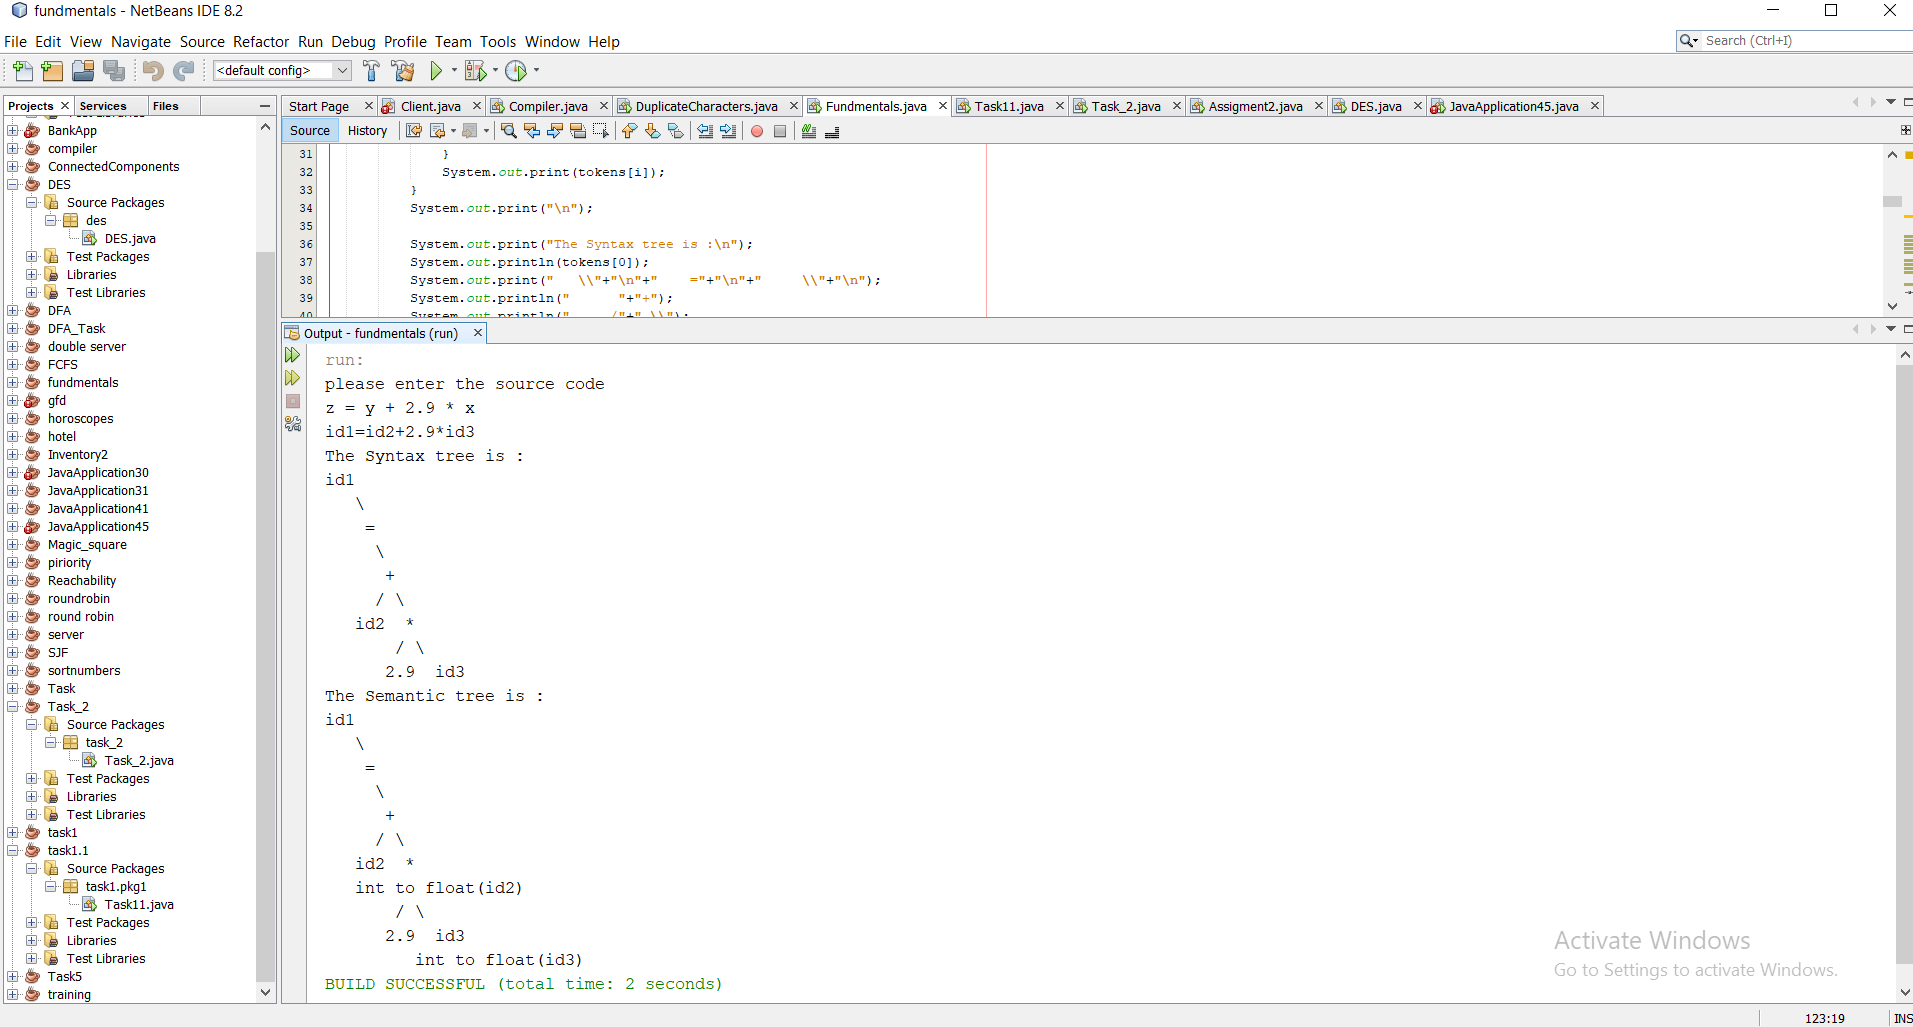 fundmentals - NetBeans IDE 8.2
File Edit View Navigate Source Refactor Run Debug Profile Team Tools Window Help
Search (Ctrl+I)
<default config>
Projects Services Files
BankApp
compiler
ConnectedComponents
DES
Source Packages
des
DES.java
Test Packages
Libraries
Test Libraries
DFA
DFA_Task
double server
FCFS
fundmentals
gfd
horoscopes
hotel
Inventory2
JavaApplication30
JavaApplication31
JavaApplication41
JavaApplication45
Magic_square
piriority
Reachability
roundrobin
round robin
server
SJF
sortnumbers
Task
Task_2
Source Packages
task_2
Task_2.java
Test Packages
Libraries
Test Libraries
task1
task1.1
Source Packages
task1.pkg1
Task11.java
Test Packages
Libraries
Test Libraries
Task5
training
Start Page Client.java Compiler.java DuplicateCharacters.java Fundmentals.java Task11.java Task_2.java Assigment2.java DES.java JavaApplication45.java
Source History
31 }
32 System.out.print(tokens[i]);
33 }
34 System.out.print("\n");
35
36 System.out.print("The Syntax tree is :\n");
37 System.out.println(tokens[0]);
38 System.out.print("   \\"+"\n"+"    ="+"\n"+"     \\"+"\n");
39 System.out.println("      "+"+");
40 System.out.println("     /"+" \\");
Output - fundmentals (run)
run:
please enter the source code
z = y + 2.9 * x
id1=id2+2.9*id3
The Syntax tree is :
id1
\
=
\
+
/ \
id2  *
/ \
2.9  id3
The Semantic tree is :
id1
\
=
\
+
/ \
id2  *
int to float(id2)
/ \
2.9  id3
int to float(id3)
BUILD SUCCESSFUL (total time: 2 seconds)
Activate Windows
Go to Settings to activate Windows.
123:19 INS